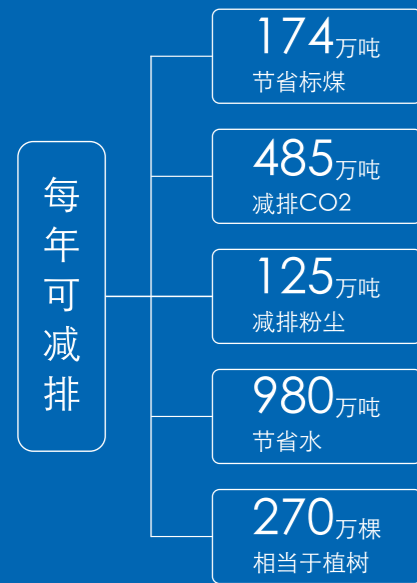 每年可减排
174万吨
节省标煤
485万吨
减排CO2
125万吨
减排粉尘
980万吨
节省水
270万棵
相当于植树